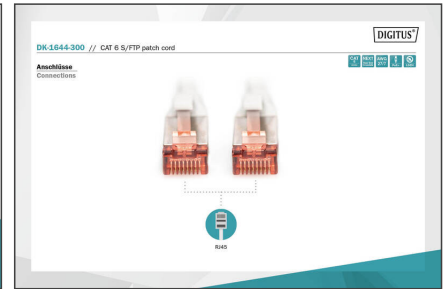 DIGITUS®
DK-1644-300 // CAT 6 S/FTP patch cord
Anschlüsse
Connections
RJ45